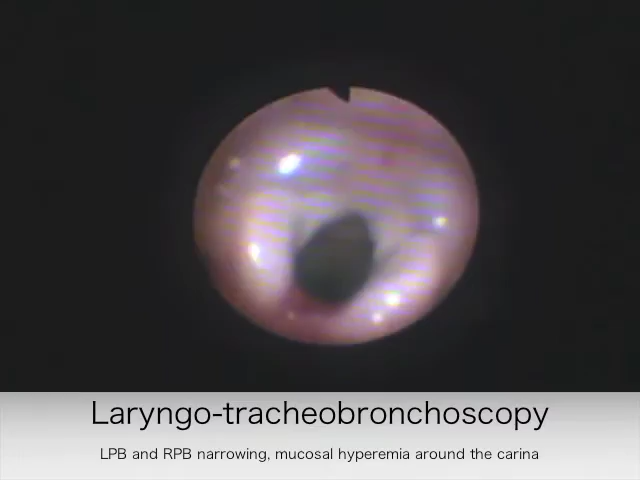 Laryngo-tracheobronchoscopy
LPB and RPB narrowing, mucosal hyperemia around the carina